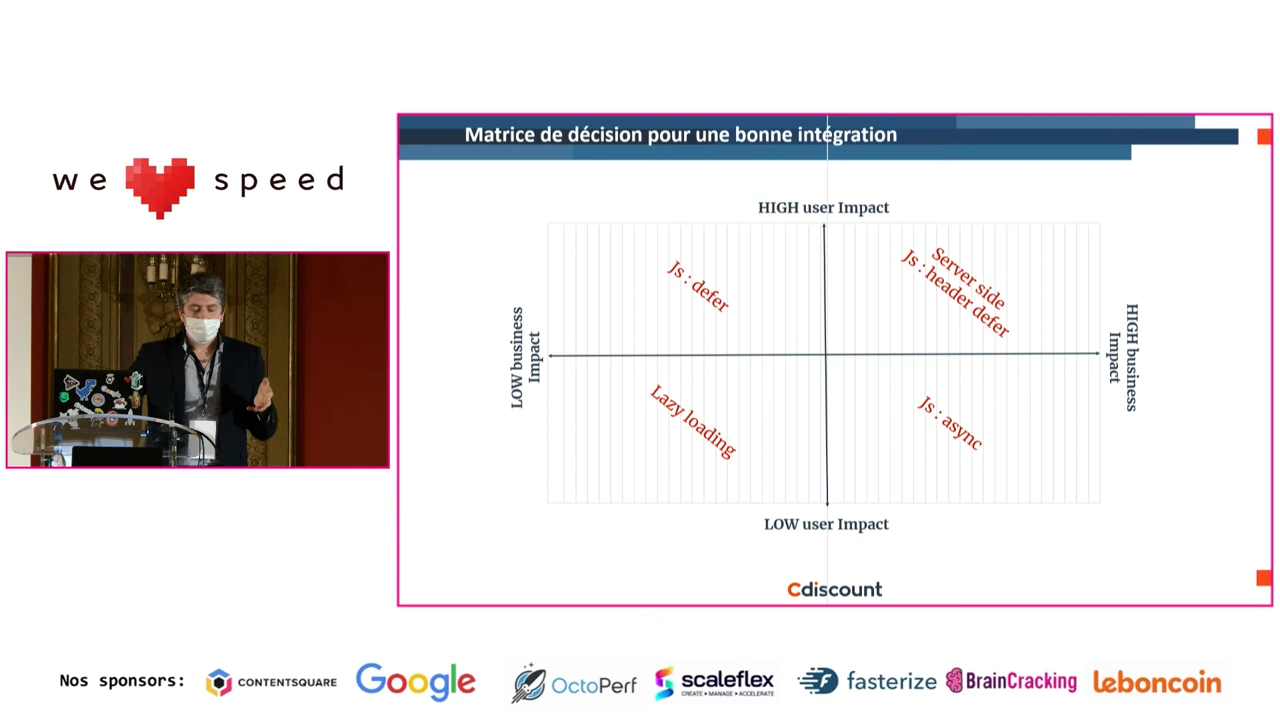 we speed
Matrice de décision pour une bonne intégration
HIGH user Impact
Js : defer
Server side
Js : header defer
LOW business
Impact
HIGH business
Impact
Lazy loading
Js : async
LOW user Impact
Cdiscount
Nos sponsors:
CONTENTSQUARE
Google
OctoPerf
scaleflex
CREATE • MANAGE • ACCELERATE
fasterize
BrainCracking
leboncoin